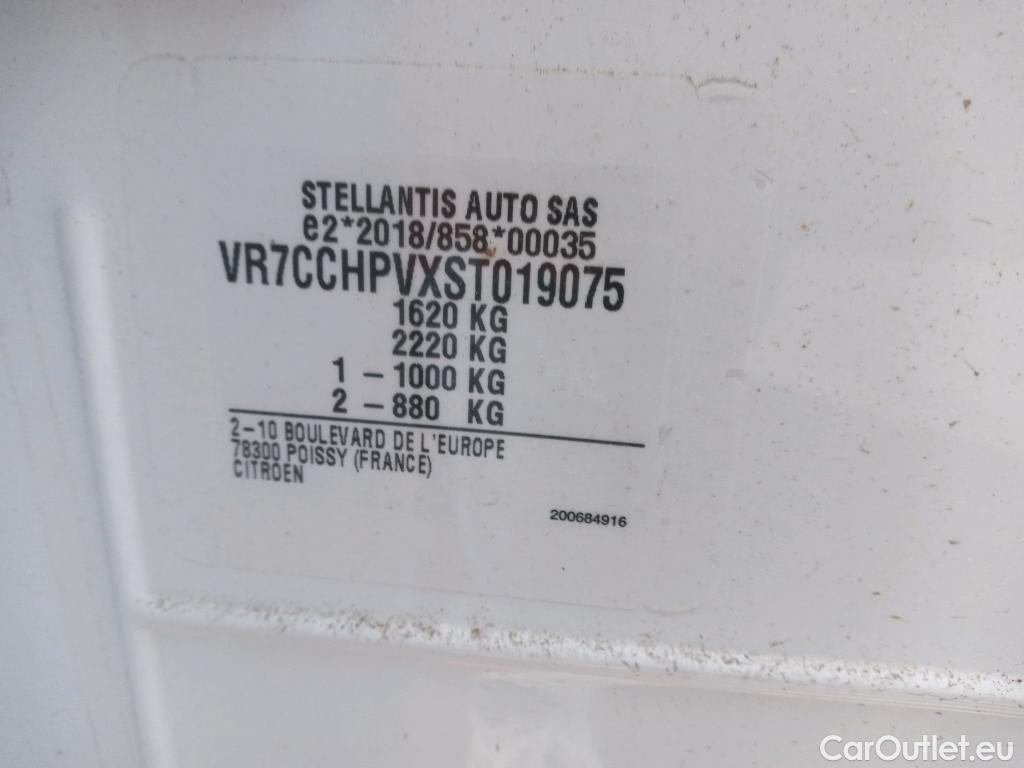 STELLANTIS AUTO SAS
e2*2018/858*00035
VR7CCHPVXST019075
1620 KG
2220 KG
1 - 1000 KG
2 - 880 KG
2-10 BOULEVARD DE L'EUROPE
78300 POISSY (FRANCE)
CITROEN
200684916
CarOutlet.eu